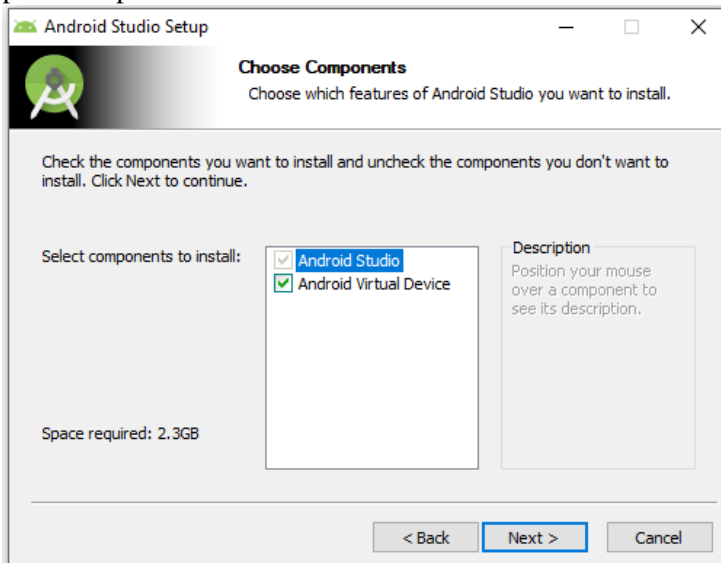 Android Studio Setup
Choose Components
Choose which features of Android Studio you want to install.
Check the components you want to install and uncheck the components you don't want to
install. Click Next to continue.
Select components to install:
Android Studio
Android Virtual Device
Description
Position your mouse
over a component to
see its description.
Space required: 2.3GB
< Back
Next >
Cancel